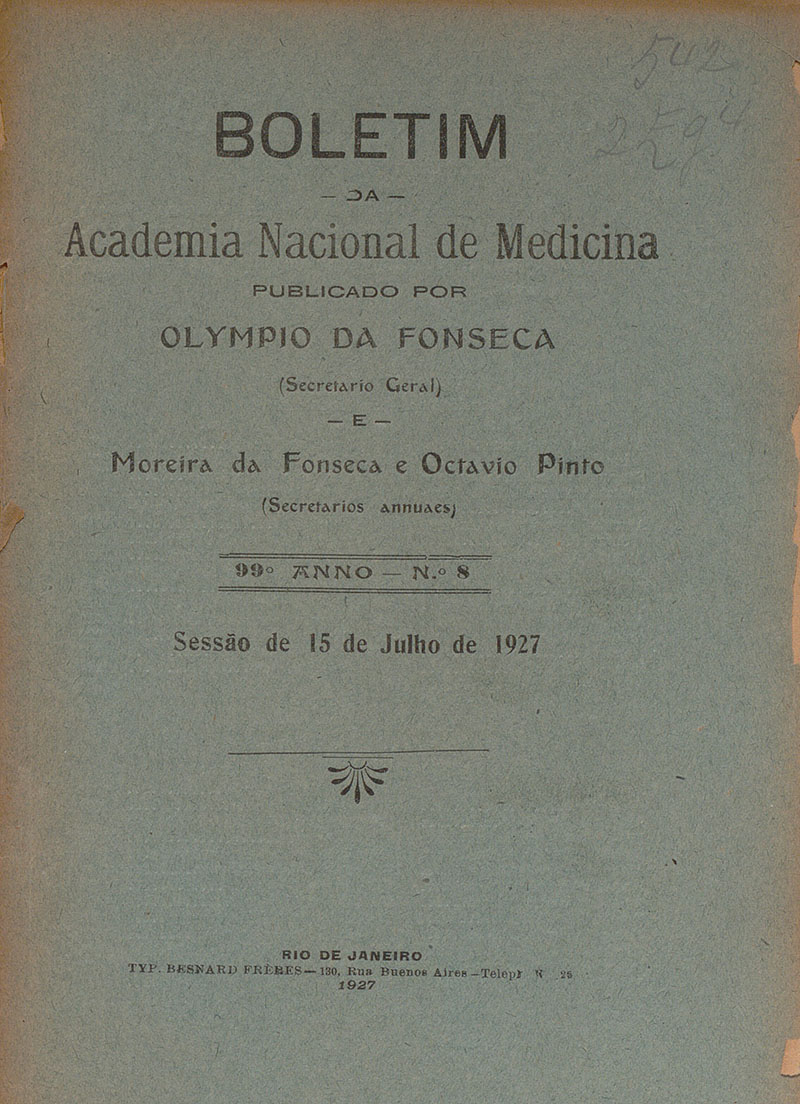 542
BOLETIM
— DA —
Academia Nacional de Medicina
PUBLICADO POR
OLYMPIO DA FONSECA
(Secretario Geral)
— E —
Moreira da Fonseca e Octavio Pinto
(Secretarios annuaes)
99º ANNO — N.º 8
Sessão de 15 de Julho de 1927
RIO DE JANEIRO
TYP. BESNARD FRÈRES — 130, Rua Buenos Aires —
1927